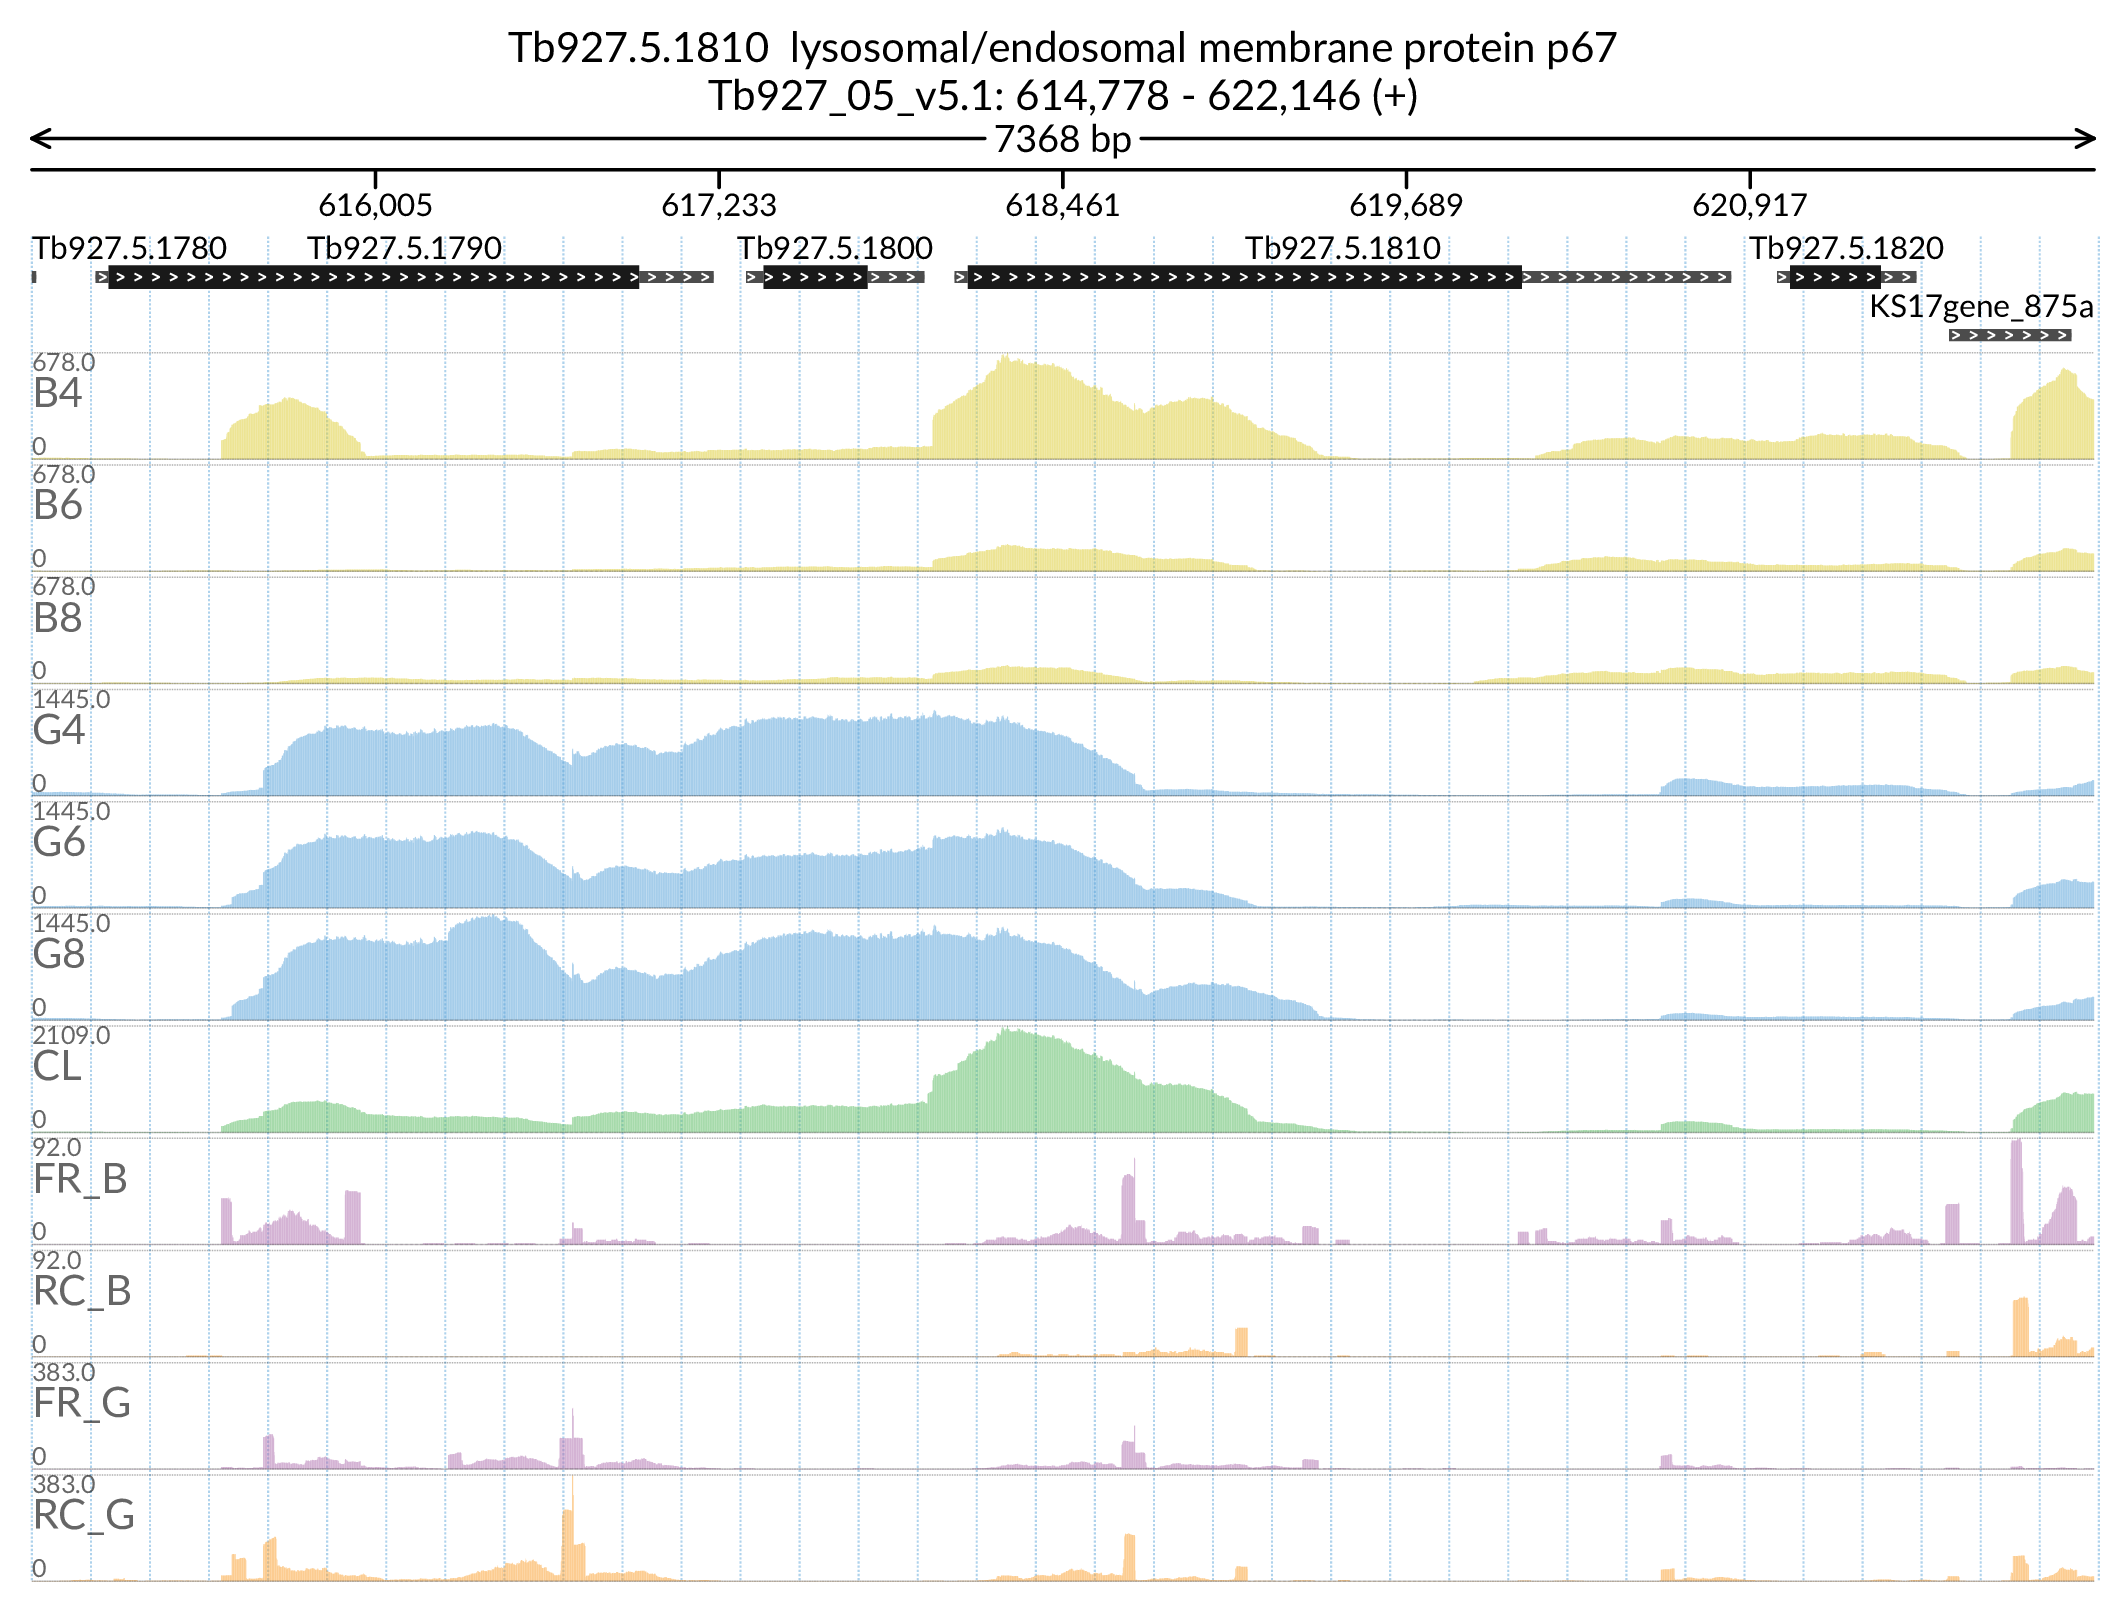 Tb927.5.1810  lysosomal/endosomal membrane protein p67
Tb927_05_v5.1: 614,778 - 622,146 (+)
7368 bp
616,005 617,233 618,461 619,689 620,917
Tb927.5.1780 Tb927.5.1790 Tb927.5.1800 Tb927.5.1810 Tb927.5.1820
KS17gene_875a
678.0
B4
0
678.0
B6
0
678.0
B8
0
1445.0
G4
0
1445.0
G6
0
1445.0
G8
0
2109.0
CL
0
92.0
FR_B
0
92.0
RC_B
0
383.0
FR_G
0
383.0
RC_G
0